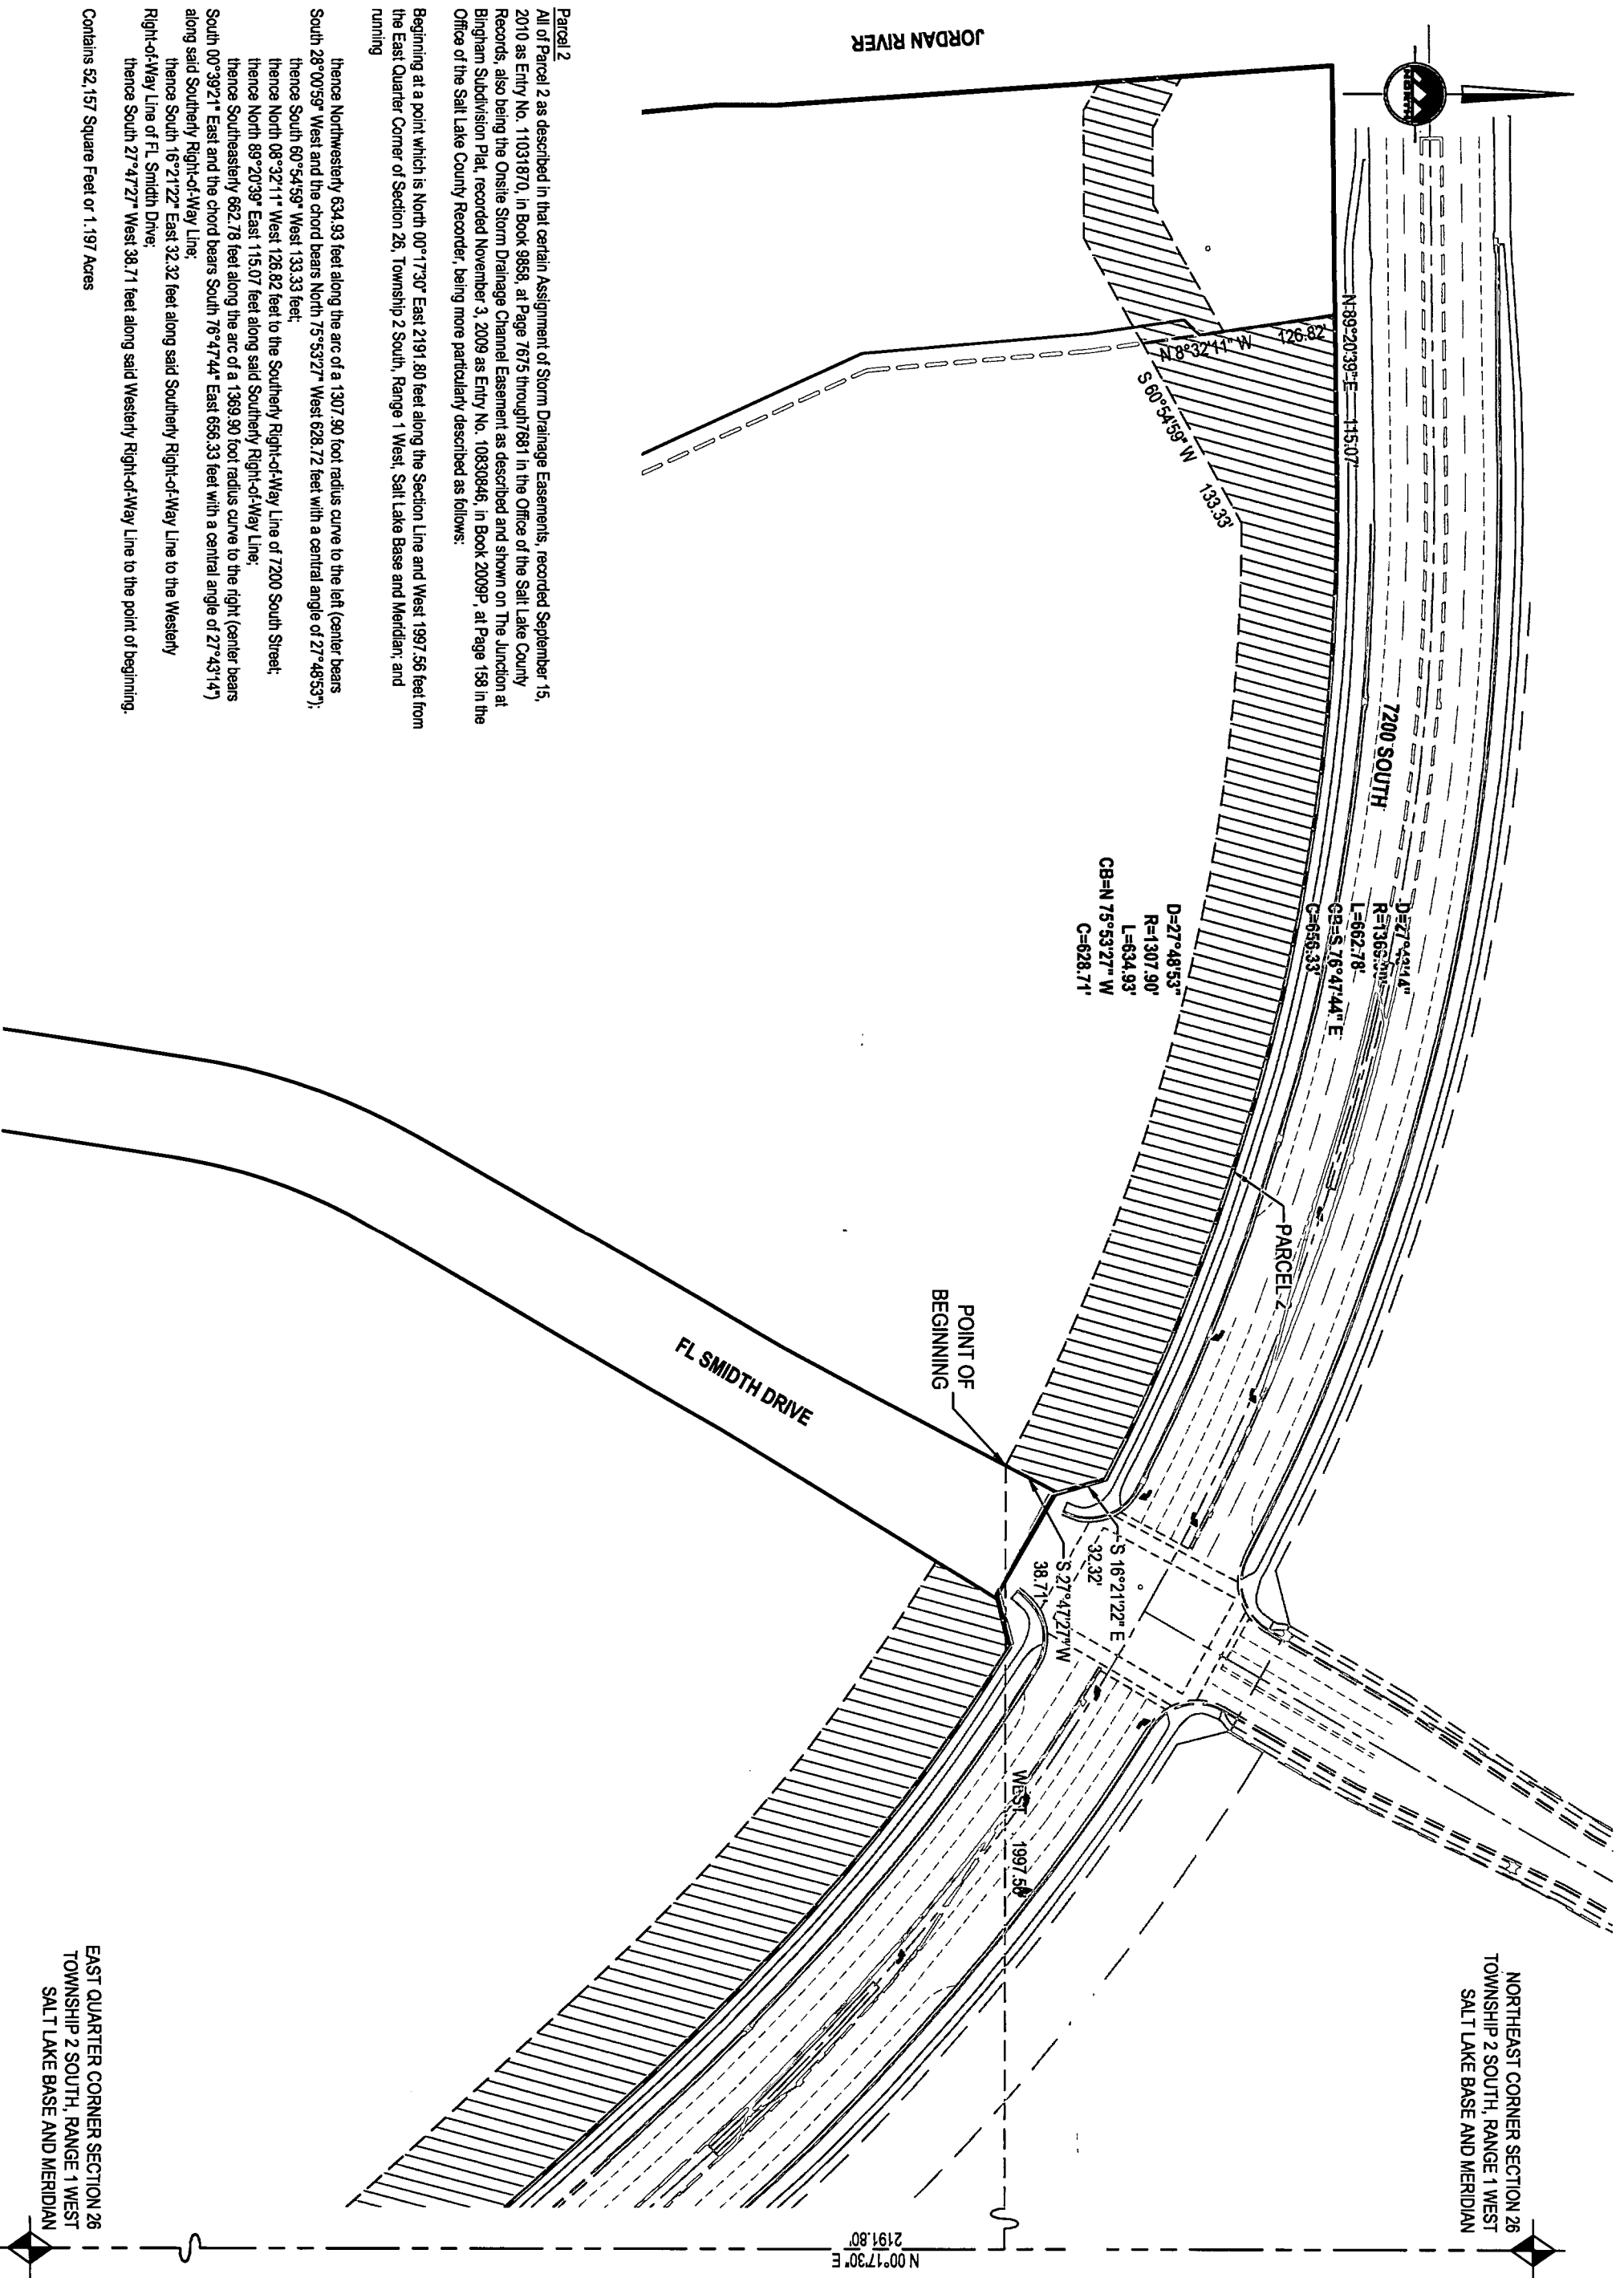 JORDAN RIVER
NORTH
N 89°20'39" E 115.07'
126.82'
N 8°32'11" W
S 60°54'59" W 133.33'
7200 SOUTH
D=27°43'14"
R=1369.90'
L=662.78'
CB=S 76°47'44" E
C=656.33'
D=27°48'53"
R=1307.90'
L=634.93'
CB=N 75°53'27" W
C=628.71'
PARCEL 2
POINT OF
BEGINNING
FL SMIDTH DRIVE
S 16°21'22" E
32.32'
S 27°47'27" W
38.71'
WEST 1997.56'
NORTHEAST CORNER SECTION 26
TOWNSHIP 2 SOUTH, RANGE 1 WEST
SALT LAKE BASE AND MERIDIAN
N 00°17'30" E
2191.80'
EAST QUARTER CORNER SECTION 26
TOWNSHIP 2 SOUTH, RANGE 1 WEST
SALT LAKE BASE AND MERIDIAN
Parcel 2
All of Parcel 2 as described in that certain Assignment of Storm Drainage Easements, recorded September 15,
2010 as Entry No. 11031870, in Book 9858, at Page 7675 through7681 in the Office of the Salt Lake County
Records, also being the Onsite Storm Drainage Channel Easement as described and shown on The Junction at
Bingham Subdivision Plat, recorded November 3, 2009 as Entry No. 10830846, in Book 2009P, at Page 158 in the
Office of the Salt Lake County Recorder, being more particularly described as follows:
Beginning at a point which is North 00°17'30" East 2191.80 feet along the Section Line and West 1997.56 feet from
the East Quarter Corner of Section 26, Township 2 South, Range 1 West, Salt Lake Base and Meridian; and
running
thence Northwesterly 634.93 feet along the arc of a 1307.90 foot radius curve to the left (center bears
South 28°00'59" West and the chord bears North 75°53'27" West 628.72 feet with a central angle of 27°48'53");
thence South 60°54'59" West 133.33 feet;
thence North 08°32'11" West 126.82 feet to the Southerly Right-of-Way Line of 7200 South Street;
thence North 89°20'39" East 115.07 feet along said Southerly Right-of-Way Line;
thence Southeasterly 662.78 feet along the arc of a 1369.90 foot radius curve to the right (center bears
South 00°39'21" East and the chord bears South 76°47'44" East 656.33 feet with a central angle of 27°43'14")
along said Southerly Right-of-Way Line;
thence South 16°21'22" East 32.32 feet along said Southerly Right-of-Way Line to the Westerly
Right-of-Way Line of FL Smidth Drive;
thence South 27°47'27" West 38.71 feet along said Westerly Right-of-Way Line to the point of beginning.
Contains 52,157 Square Feet or 1.197 Acres